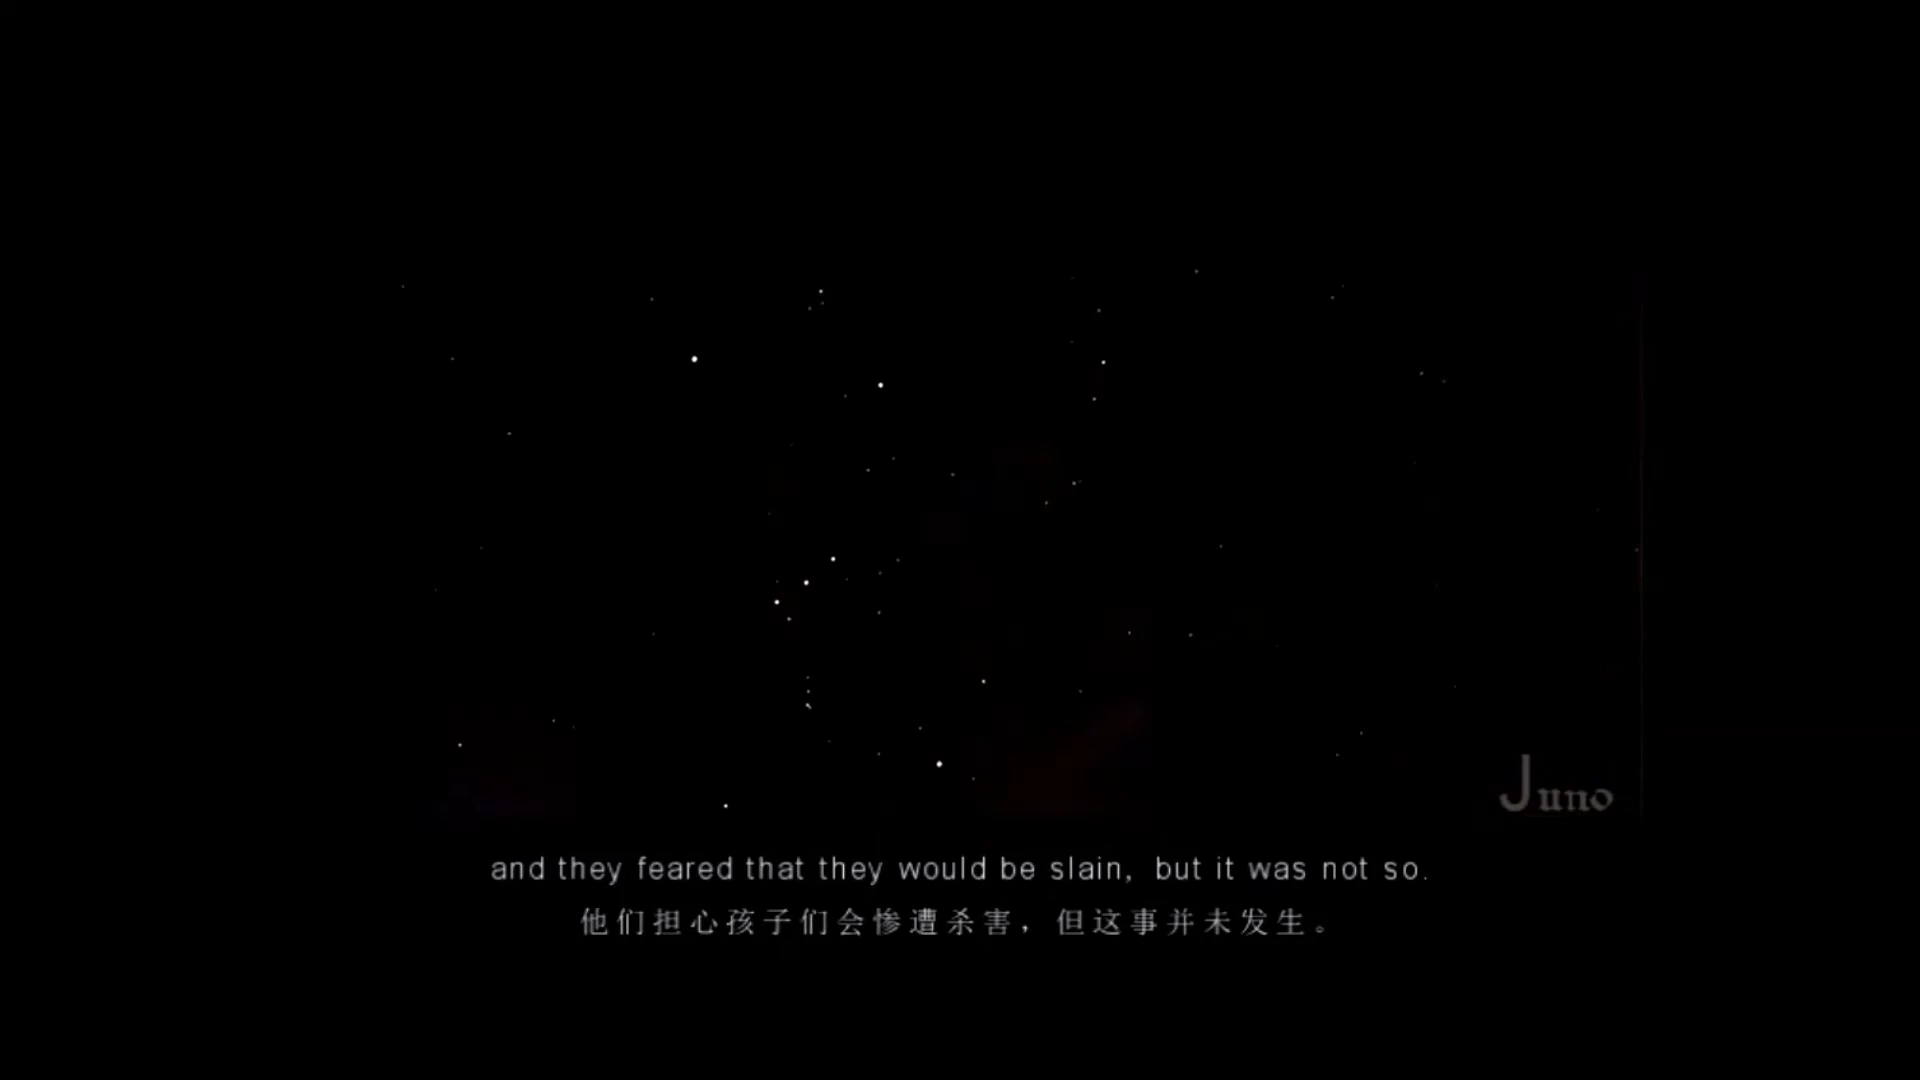 Juno
and they feared that they would be slain, but it was not so.
他们担心孩子们会惨遭杀害，但这事并未发生。